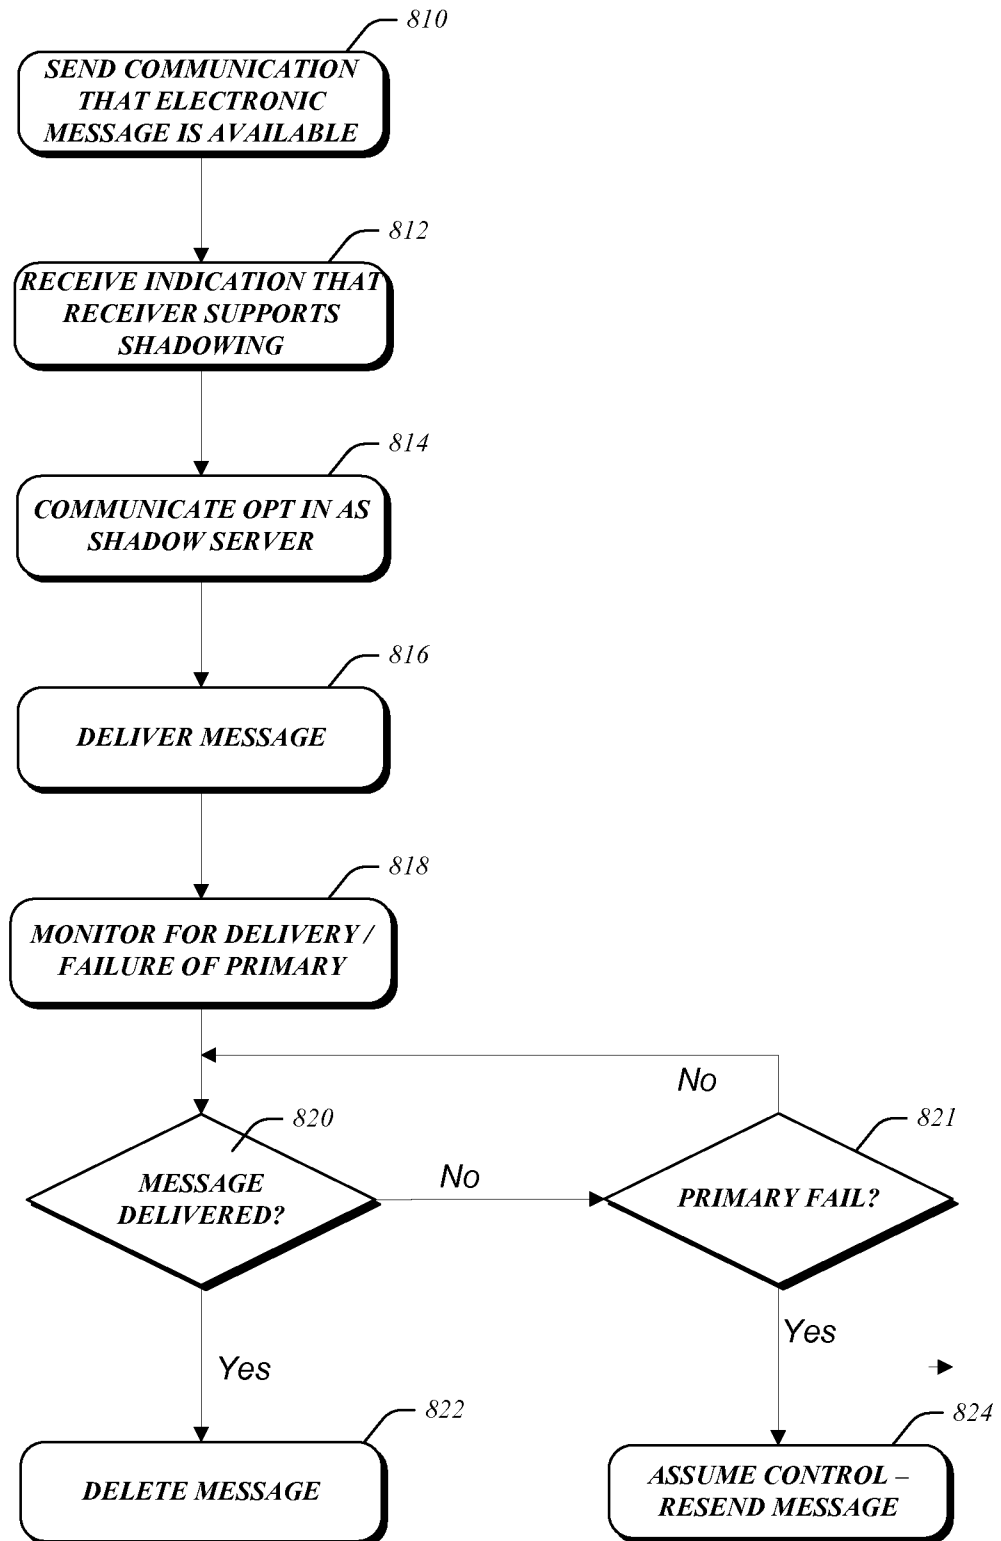 810
SEND COMMUNICATION
THAT ELECTRONIC
MESSAGE IS AVAILABLE
812
RECEIVE INDICATION THAT
RECEIVER SUPPORTS
SHADOWING
814
COMMUNICATE OPT IN AS
SHADOW SERVER
816
DELIVER MESSAGE
818
MONITOR FOR DELIVERY /
FAILURE OF PRIMARY
No
820
821
MESSAGE
DELIVERED?
No
PRIMARY FAIL?
Yes
Yes
822
824
DELETE MESSAGE
ASSUME CONTROL –
RESEND MESSAGE